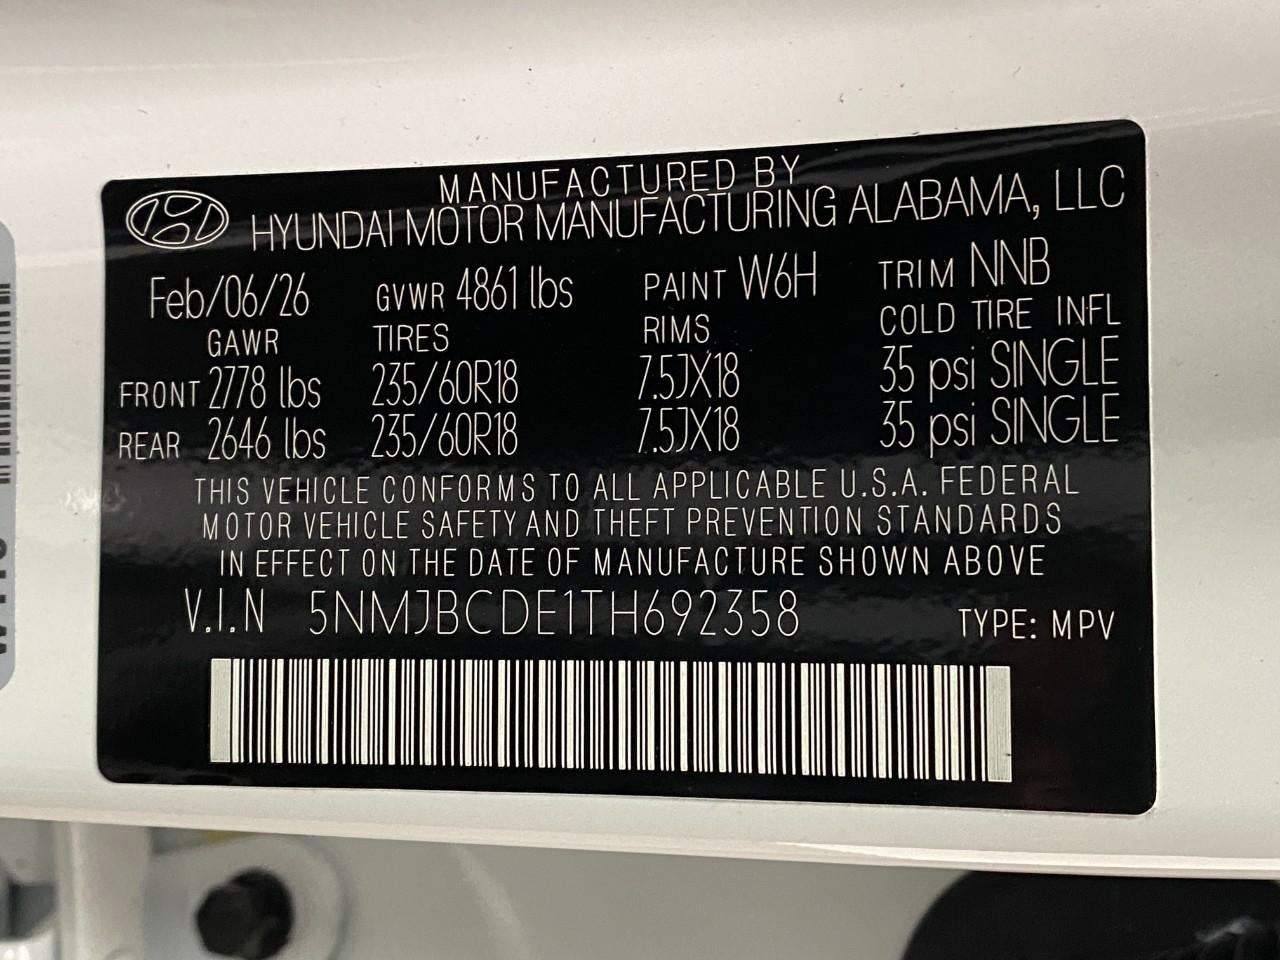 MANUFACTURED BY
HYUNDAI MOTOR MANUFACTURING ALABAMA, LLC
Feb/06/26 GVWR 4861 lbs PAINT W6H TRIM NNB
GAWR TIRES RIMS COLD TIRE INFL
FRONT 2778 lbs 235/60R18 7.5JX18 35 psi SINGLE
REAR 2646 lbs 235/60R18 7.5JX18 35 psi SINGLE
THIS VEHICLE CONFORMS TO ALL APPLICABLE U.S.A. FEDERAL
MOTOR VEHICLE SAFETY AND THEFT PREVENTION STANDARDS
IN EFFECT ON THE DATE OF MANUFACTURE SHOWN ABOVE
V.I.N 5NMJBCDE1TH692358 TYPE: MPV